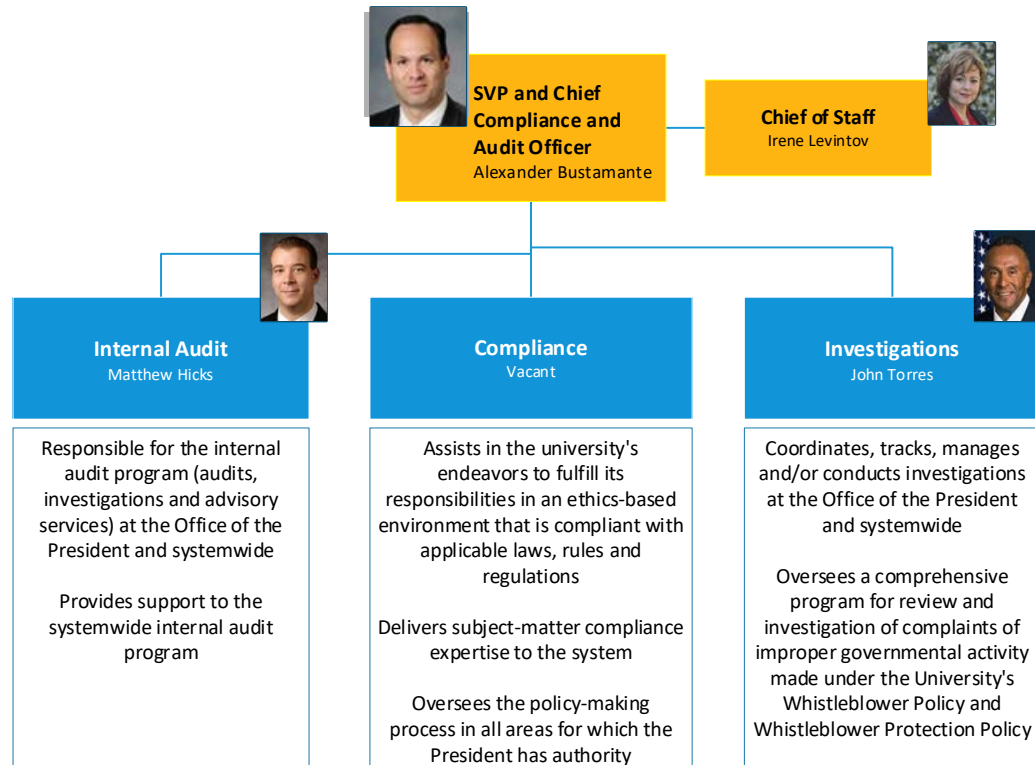 SVP and Chief
Compliance and
Audit Officer
Alexander Bustamante
Chief of Staff
Irene Levintov
Internal Audit
Matthew Hicks
Compliance
Vacant
Investigations
John Torres
Responsible for the internal
audit program (audits,
investigations and advisory
services) at the Office of the
President and systemwide
Provides support to the
systemwide internal audit
program
Assists in the university's
endeavors to fulfill its
responsibilities in an ethics-based
environment that is compliant with
applicable laws, rules and
regulations
Delivers subject-matter compliance
expertise to the system
Oversees the policy-making
process in all areas for which the
President has authority
Coordinates, tracks, manages
and/or conducts investigations
at the Office of the President
and systemwide
Oversees a comprehensive
program for review and
investigation of complaints of
improper governmental activity
made under the University's
Whistleblower Policy and
Whistleblower Protection Policy